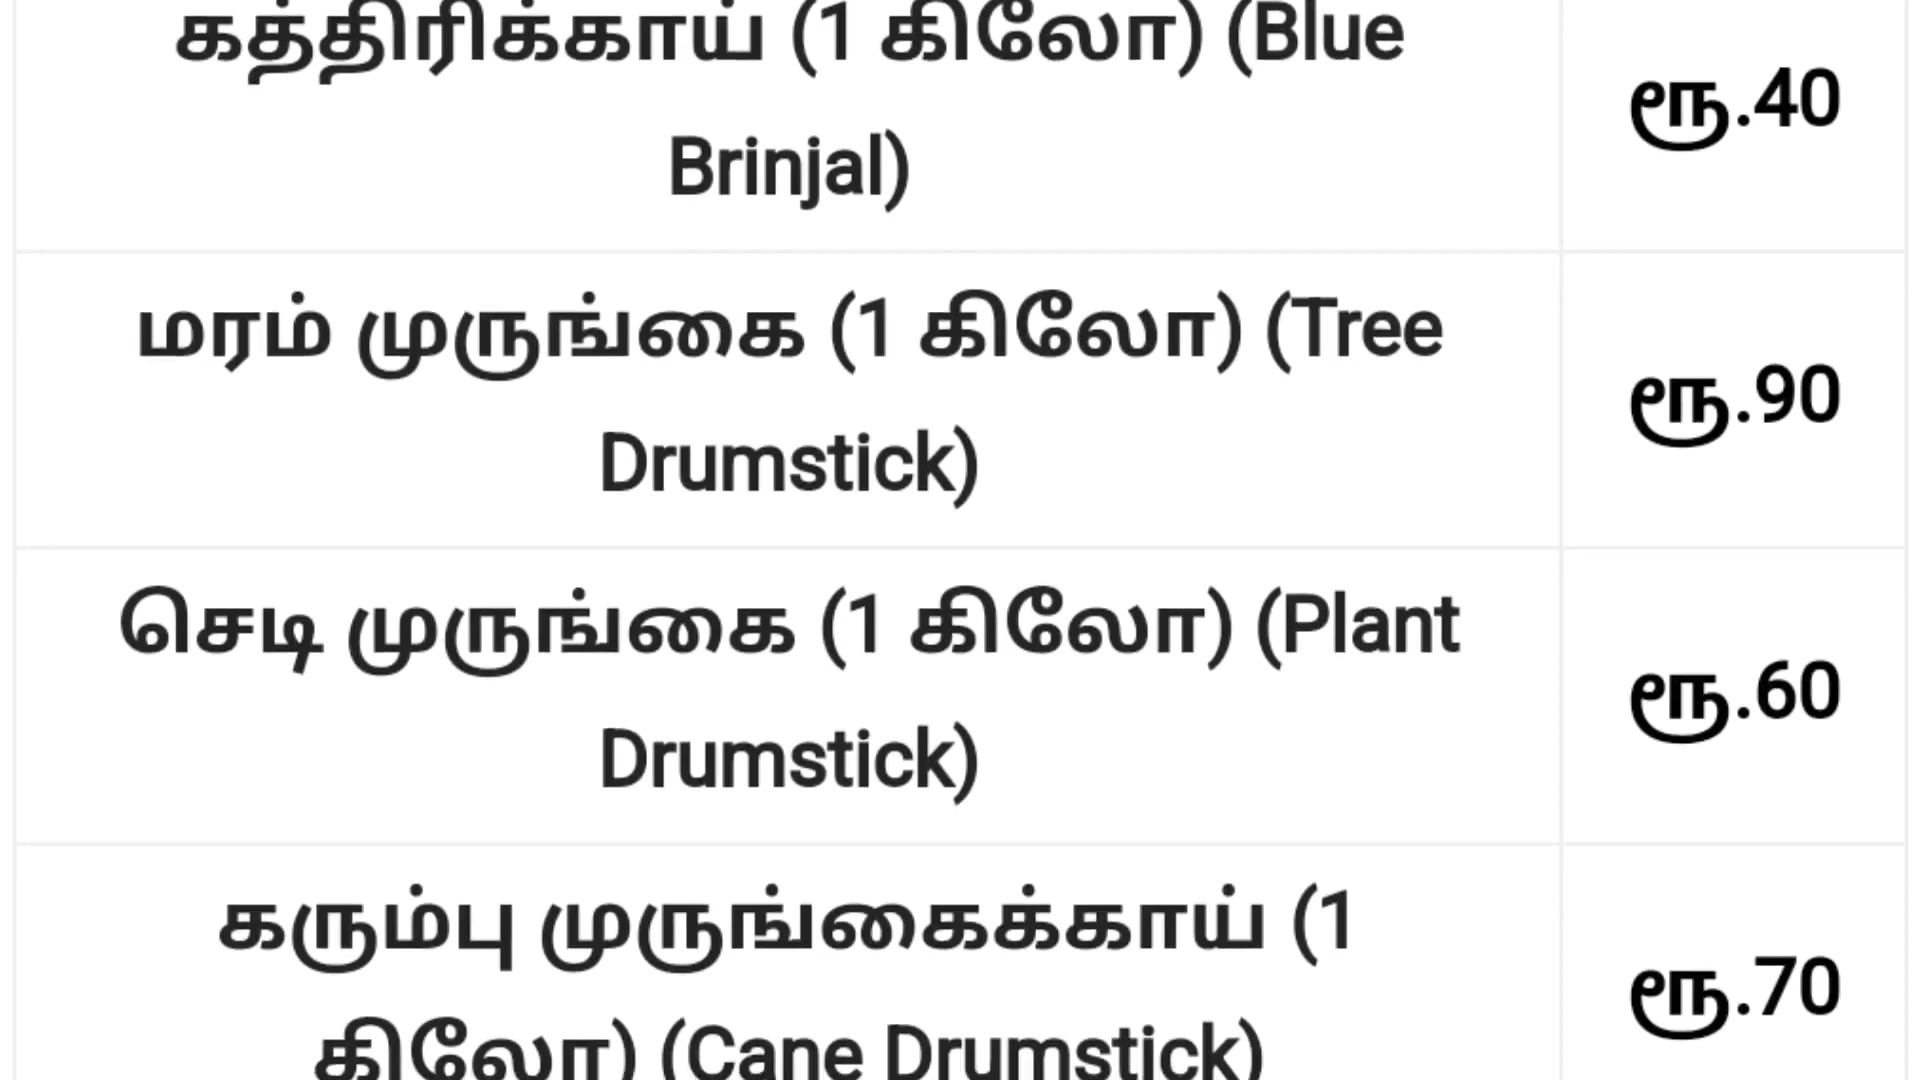 கத்திரிக்காய் (1 கிலோ) (Blue
Brinjal)
ரூ.40
மரம் முருங்கை (1 கிலோ) (Tree
Drumstick)
ரூ.90
செடி முருங்கை (1 கிலோ) (Plant
Drumstick)
ரூ.60
கரும்பு முருங்கைக்காய் (1
கிலோ) (Cane Drumstick)
ரூ.70